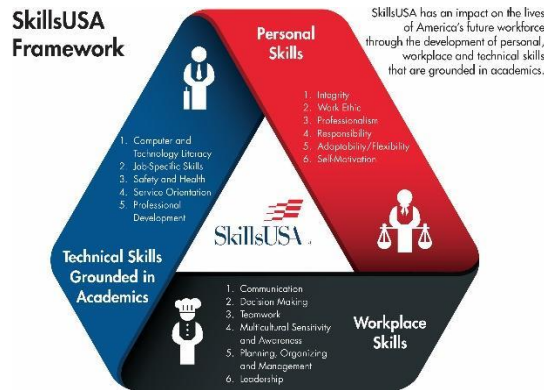 SkillsUSA
Framework
SkillsUSA has an impact on the lives
of America's future workforce
through the development of personal,
workplace and technical skills
that are grounded in academics.
Personal
Skills
1. Integrity
2. Work Ethic
3. Professionalism
4. Responsibility
5. Adaptability/Flexibility
6. Self-Motivation
1. Computer and
Technology Literacy
2. Job-Specific Skills
3. Safety and Health
4. Service Orientation
5. Professional
Development
SkillsUSA
Technical Skills
Grounded in
Academics
1. Communication
2. Decision Making
3. Teamwork
4. Multicultural Sensitivity
and Awareness
5. Planning, Organizing
and Management
6. Leadership
Workplace
Skills